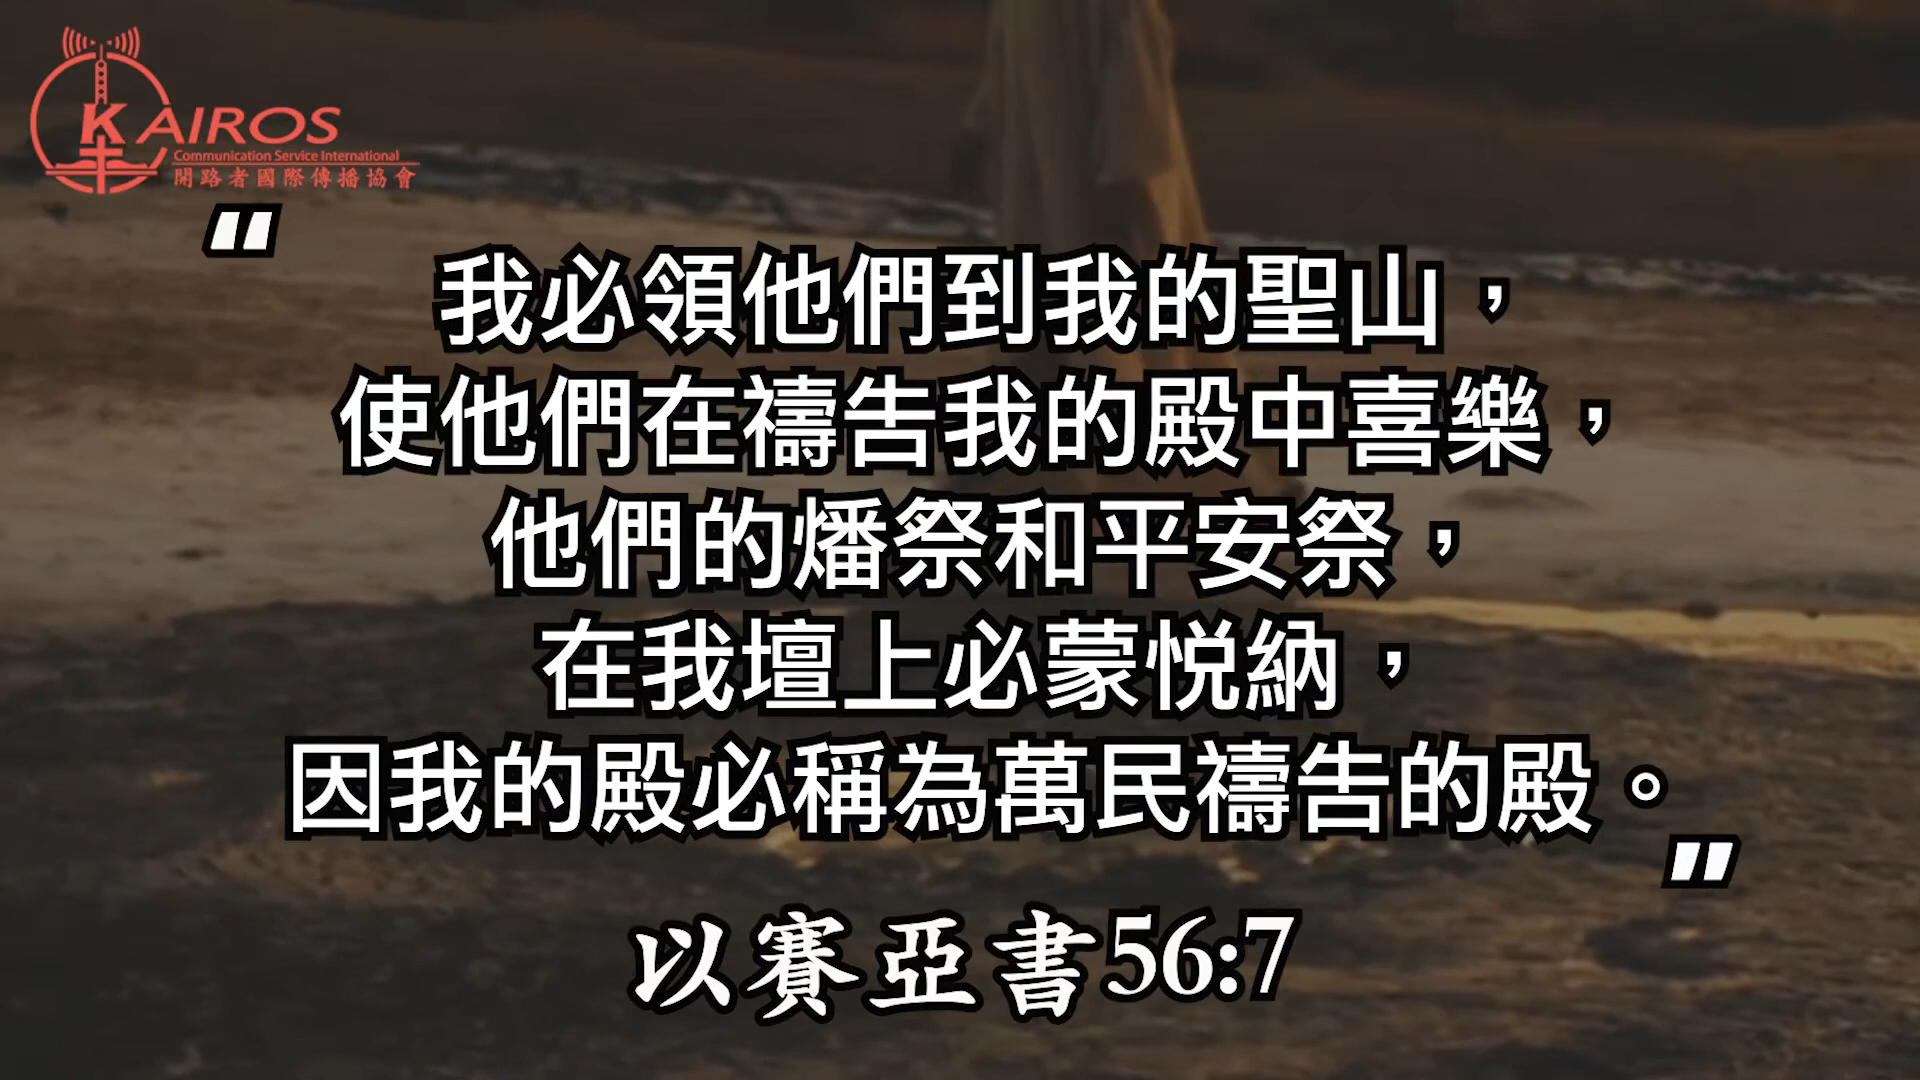 KAIROS
Communication Service International
開路者國際傳播協會
"
我必領他們到我的聖山，
使他們在禱告我的殿中喜樂，
他們的燔祭和平安祭，
在我壇上必蒙悅納，
因我的殿必稱為萬民禱告的殿。
"
以賽亞書56:7